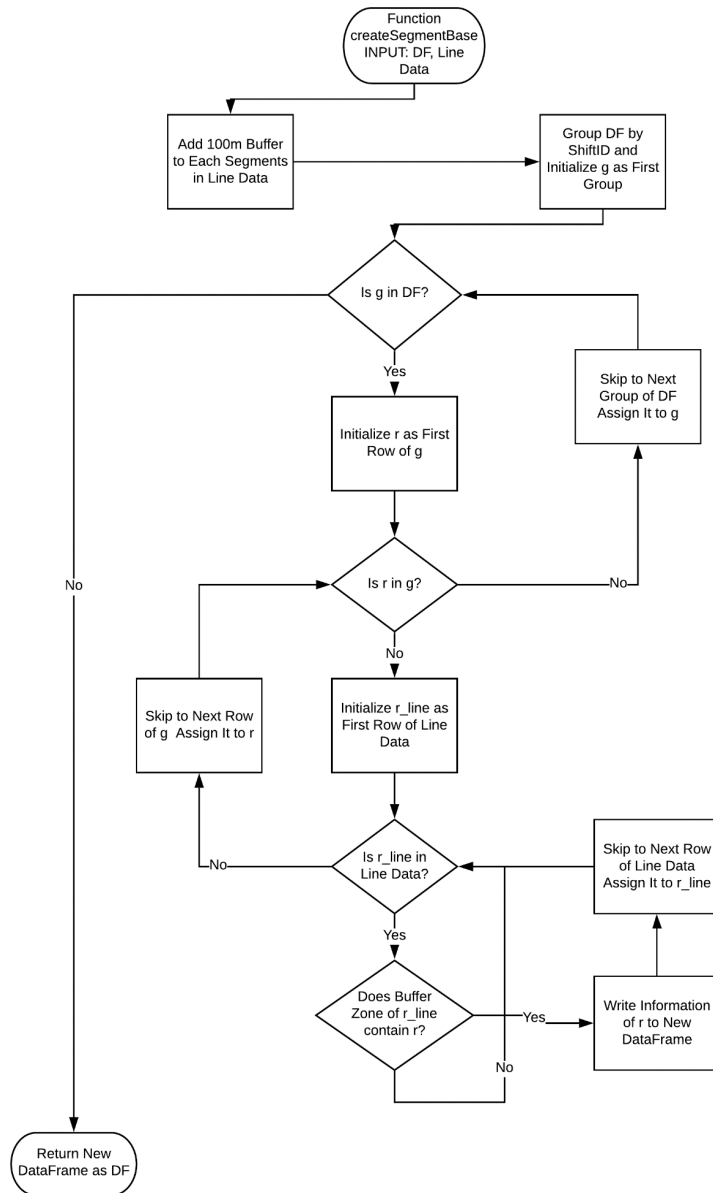 Function
createSegmentBase
INPUT: DF, Line
Data
Add 100m Buffer
to Each Segments
in Line Data
Group DF by
ShiftID and
Initialize g as First
Group
Is g in DF?
Yes
Skip to Next
Group of DF
Assign It to g
Initialize r as First
Row of g
No
Is r in g?
No
No
Skip to Next Row
of g Assign It to r
Initialize r_line as
First Row of Line
Data
Is r_line in
Line Data?
No
Skip to Next Row
of Line Data
Assign It to r_line
Yes
Does Buffer
Zone of r_line
contain r?
Yes
Write Information
of r to New
DataFrame
No
Return New
DataFrame as DF